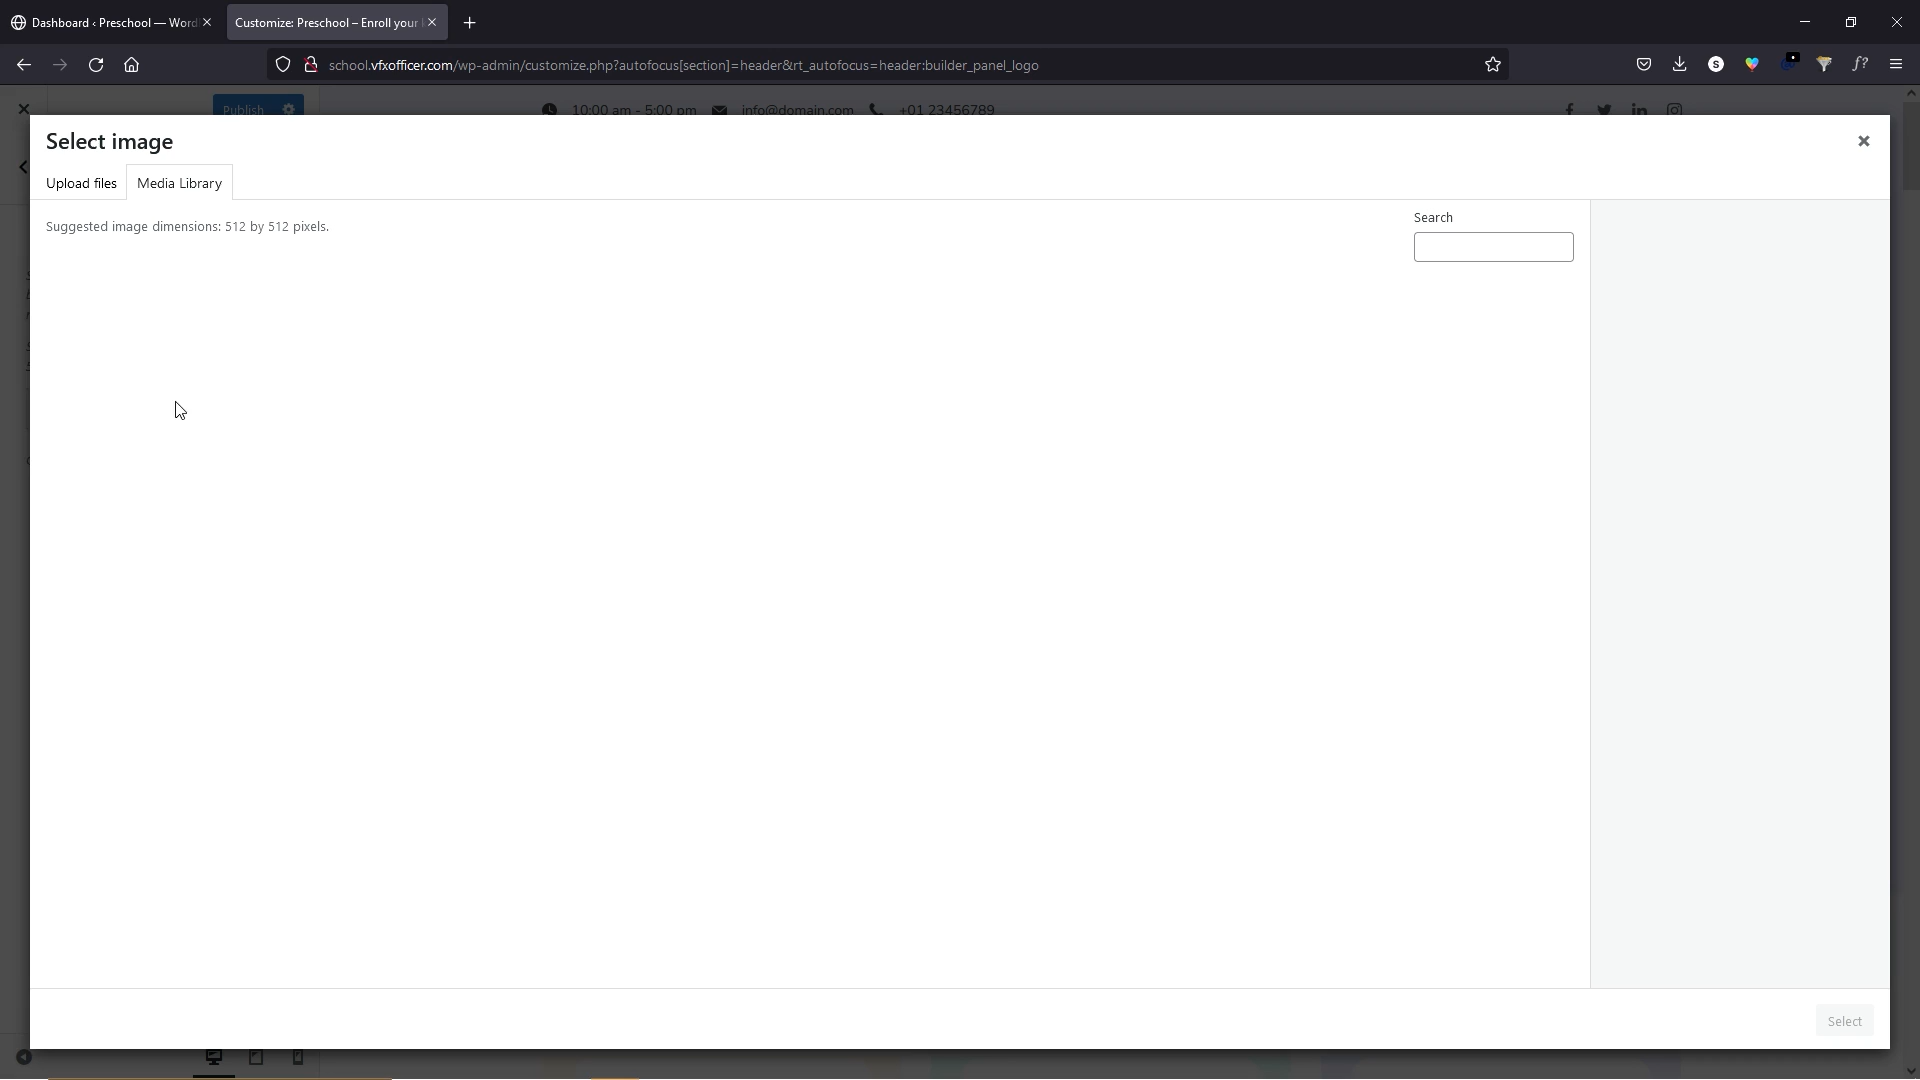 Dashboard ‹ Preschool — Word
Customize: Preschool – Enroll your
school.vfxofficer.com/wp-admin/customize.php?autofocus[section]=header&rt_autofocus=header:builder_panel_logo
Publish
10:00 am - 5:00 pm
info@domain.com
+01 23456789
Select image
Upload files
Media Library
Suggested image dimensions: 512 by 512 pixels.
Search
Select